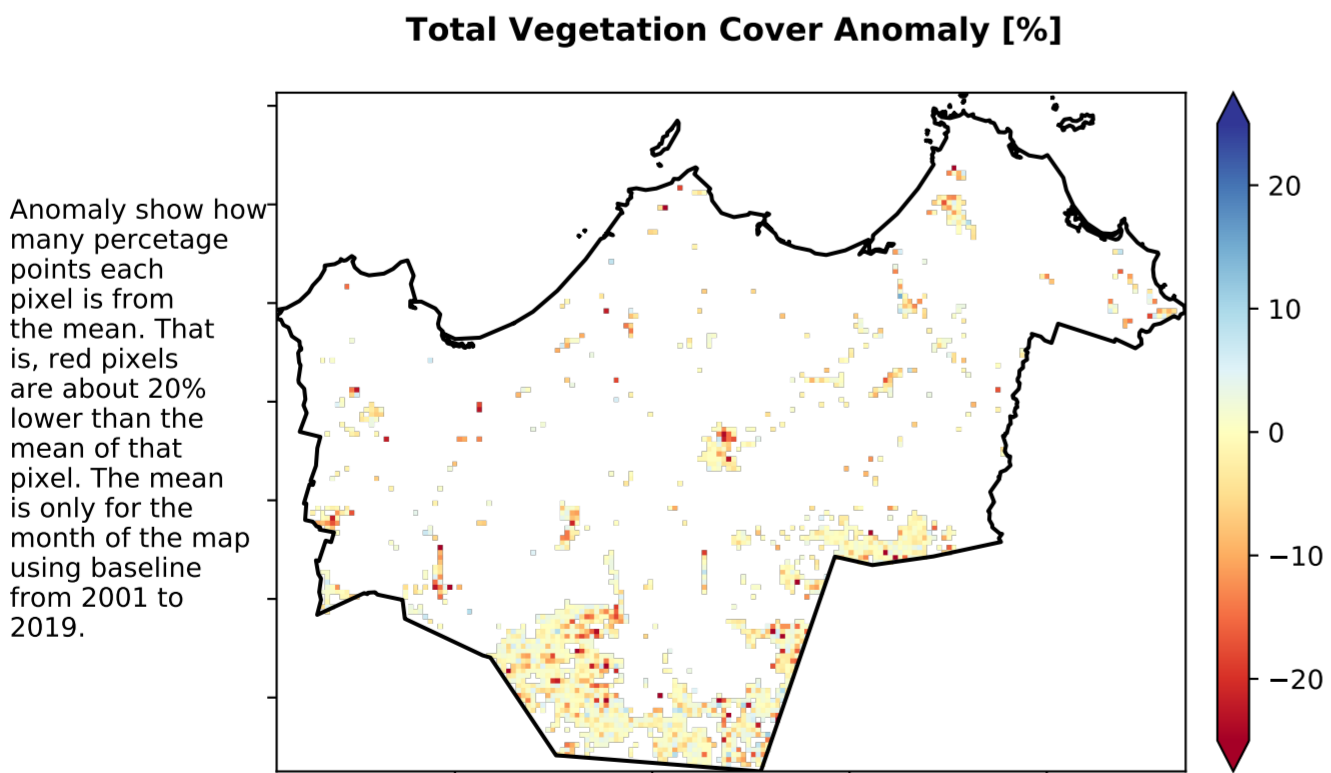 Total Vegetation Cover Anomaly [%]
Anomaly show how
many percetage
points each
pixel is from
the mean. That
is, red pixels
are about 20%
lower than the
mean of that
pixel. The mean
is only for the
month of the map
using baseline
from 2001 to
2019.
20
10
0
−10
−20